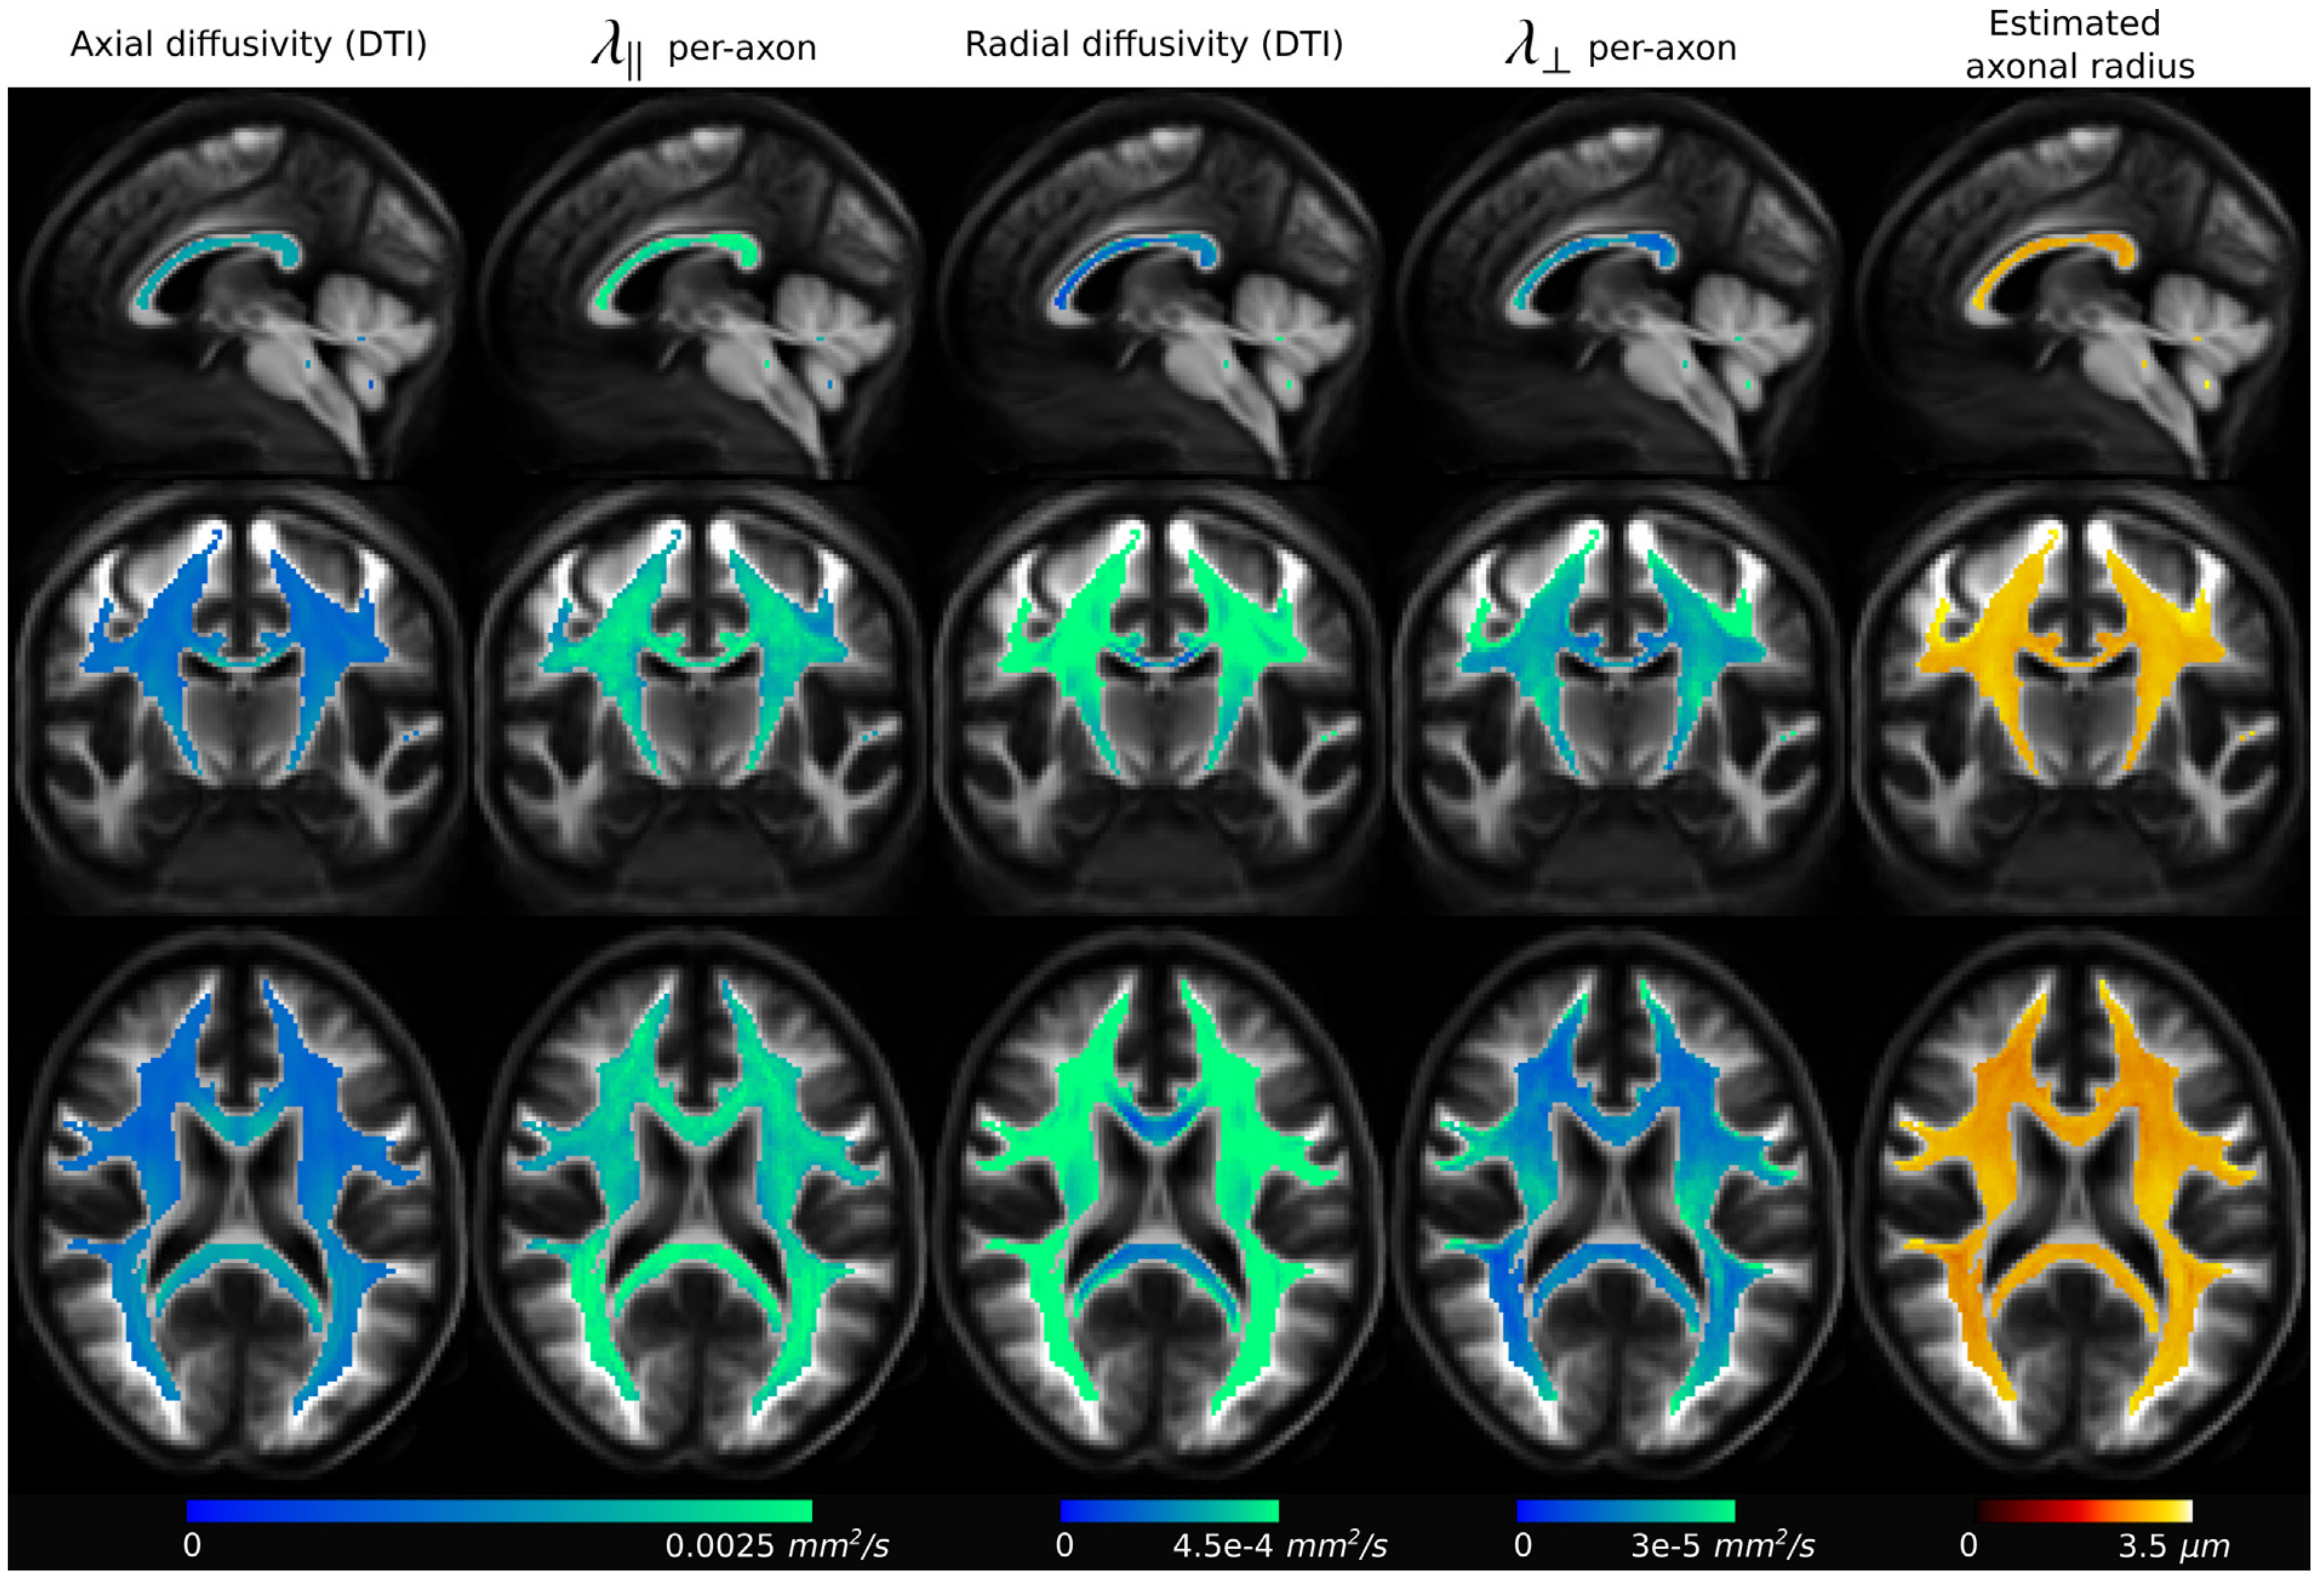 Axial diffusivity (DTI)
λ∥ per-axon
Radial diffusivity (DTI)
λ⊥ per-axon
Estimated
axonal radius
0
0.0025 mm²/s
0
4.5e-4 mm²/s
0
3e-5 mm²/s
0
3.5 μm